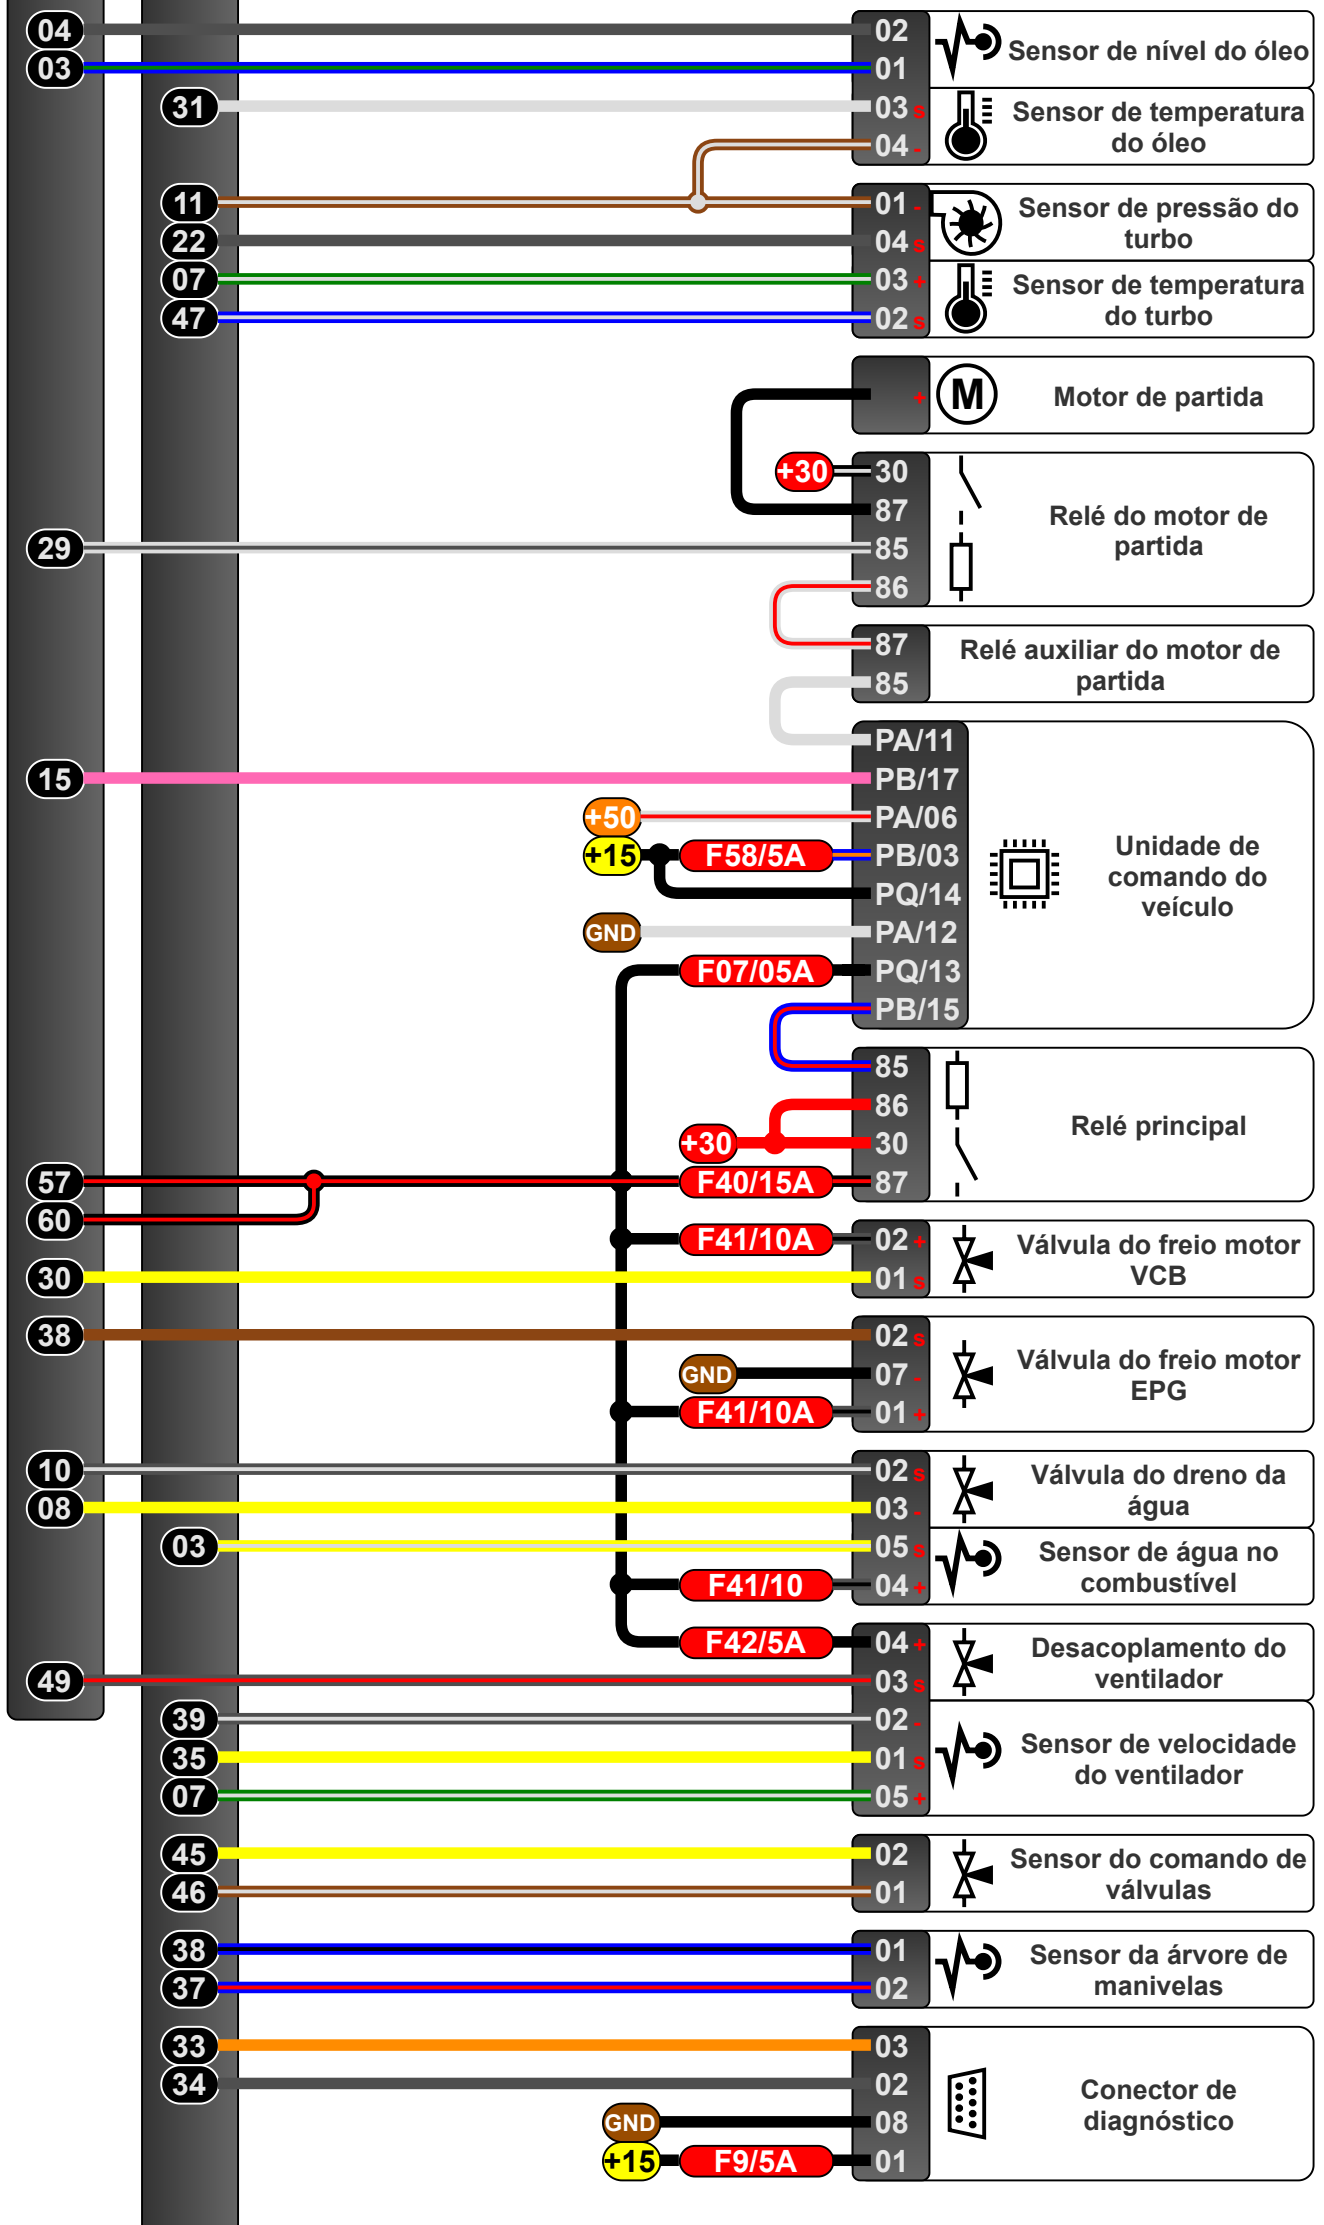 04 02
03 01
Sensor de nível do óleo
31 03 s
04 -
Sensor de temperatura
do óleo
11 01 -
22 04 s
Sensor de pressão do
turbo
07 03 +
47 02 s
Sensor de temperatura
do turbo
+ M Motor de partida
+30 30
87
29 85
86
Relé do motor de
partida
87
85
Relé auxiliar do motor de
partida
PA/11
15 PB/17
+50 PA/06
+15 F58/5A PB/03
PQ/14
GND PA/12
F07/05A PQ/13
PB/15
Unidade de
comando do
veículo
85
86
+30 30
57 F40/15A 87
60
Relé principal
F41/10A 02 +
30 01 s
Válvula do freio motor
VCB
38 02 s
GND 07 -
F41/10A 01 +
Válvula do freio motor
EPG
10 02 s
08 03 -
Válvula do dreno da
água
03 05 s
F41/10 04 +
Sensor de água no
combustível
F42/5A 04 +
49 03 s
Desacoplamento do
ventilador
39 02 -
35 01 s
07 05 +
Sensor de velocidade
do ventilador
45 02
46 01
Sensor do comando de
válvulas
38 01
37 02
Sensor da árvore de
manivelas
33 03
34 02
GND 08
+15 F9/5A 01
Conector de
diagnóstico